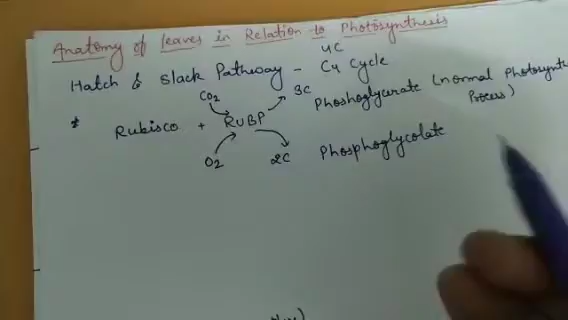 Anatomy of leaves in Relation to Photosynthesis
Hatch & Slack Pathway - C4 Cycle
4C
CO2
3C Phoshoglycerate (normal Photosynt
Process)
* Rubisco + RUBP
O2
2C Phosphoglycolate